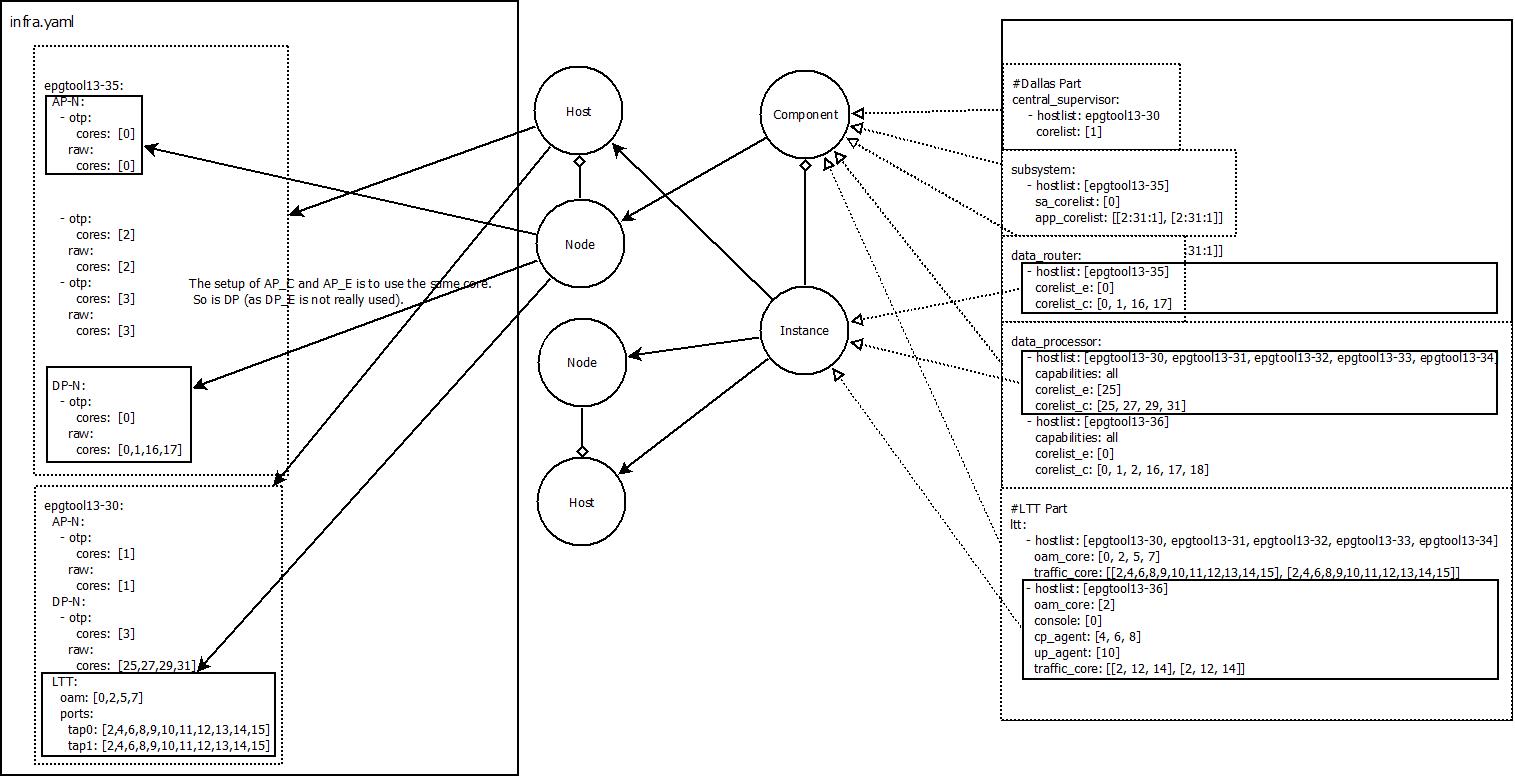 infra.yaml
epgtool13-35:
AP-N:
- otp:
cores: [0]
raw:
cores: [0]
- otp:
cores: [2]
raw:
cores: [2]
- otp:
cores: [3]
raw:
cores: [3]
The setup of AP_C and AP_E is to use the same core.
So is DP (as DP_E is not really used).
DP-N:
- otp:
cores: [0]
raw:
cores: [0,1,16,17]
epgtool13-30:
AP-N:
- otp:
cores: [1]
raw:
cores: [1]
DP-N:
- otp:
cores: [3]
raw:
cores: [25,27,29,31]
LTT:
oam: [0,2,5,7]
ports:
tap0: [2,4,6,8,9,10,11,12,13,14,15]
tap1: [2,4,6,8,9,10,11,12,13,14,15]
Host
Node
Node
Host
Component
Instance
#Dallas Part
central_supervisor:
- hostlist: epgtool13-30
corelist: [1]
subsystem:
- hostlist: [epgtool13-35]
sa_corelist: [0]
app_corelist: [[2:31:1], [2:31:1]]
31:1]]
data_router:
- hostlist: [epgtool13-35]
corelist_e: [0]
corelist_c: [0, 1, 16, 17]
data_processor:
- hostlist: [epgtool13-30, epgtool13-31, epgtool13-32, epgtool13-33, epgtool13-34]
capabilities: all
corelist_e: [25]
corelist_c: [25, 27, 29, 31]
- hostlist: [epgtool13-36]
capabilities: all
corelist_e: [0]
corelist_c: [0, 1, 2, 16, 17, 18]
#LTT Part
ltt:
- hostlist: [epgtool13-30, epgtool13-31, epgtool13-32, epgtool13-33, epgtool13-34]
oam_core: [0, 2, 5, 7]
traffic_core: [[2,4,6,8,9,10,11,12,13,14,15], [2,4,6,8,9,10,11,12,13,14,15]]
- hostlist: [epgtool13-36]
oam_core: [2]
console: [0]
cp_agent: [4, 6, 8]
up_agent: [10]
traffic_core: [[2, 12, 14], [2, 12, 14]]